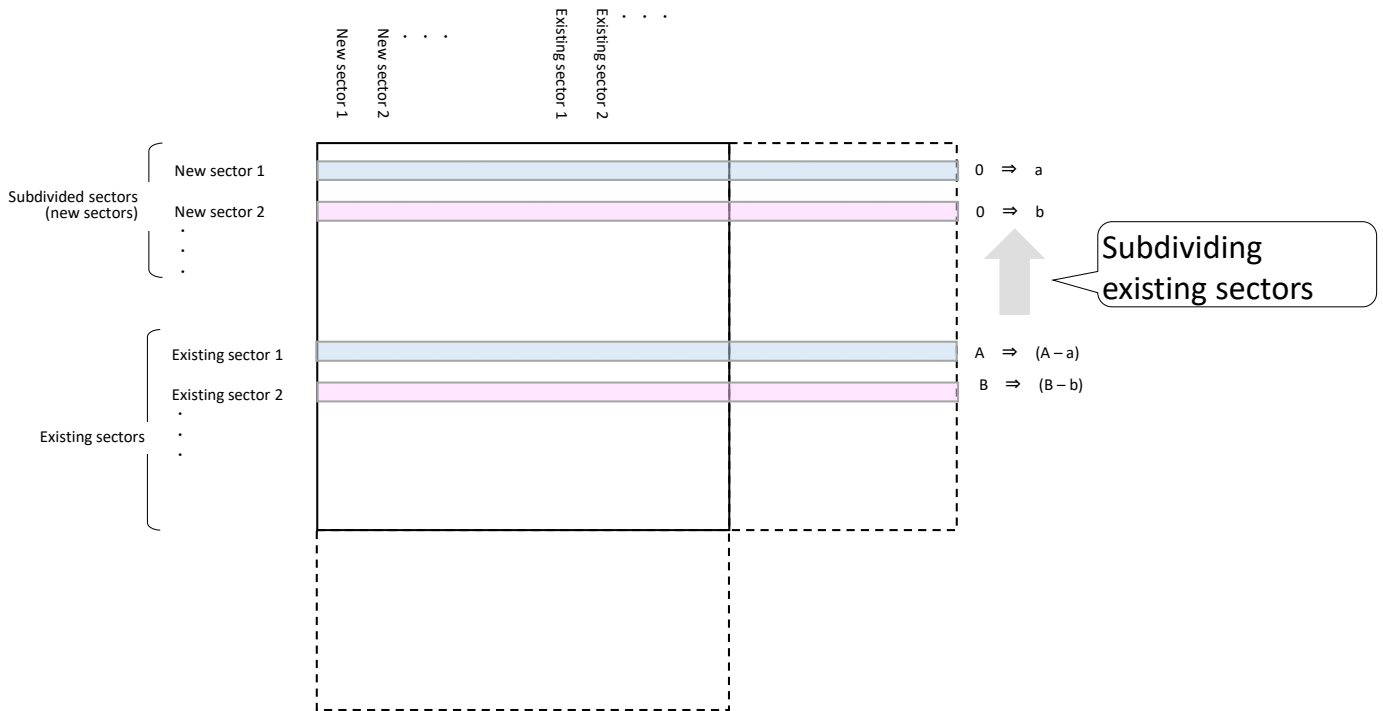 New sector 1
New sector 2
・ ・ ・
Existing sector 1
Existing sector 2
・ ・ ・
Subdivided sectors
(new sectors)
New sector 1
0 ⇒ a
New sector 2
0 ⇒ b
・
・
・
Subdividing
existing sectors
Existing sectors
Existing sector 1
A ⇒ (A – a)
Existing sector 2
B ⇒ (B – b)
・
・
・